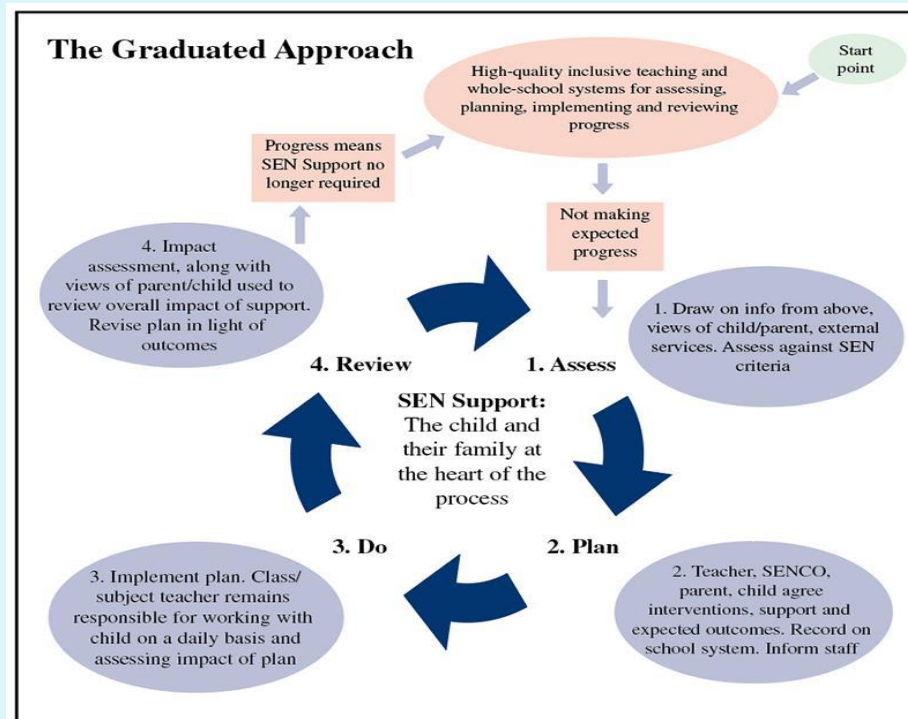 The Graduated Approach
Start
point
High-quality inclusive teaching and
whole-school systems for assessing,
planning, implementing and reviewing
progress
Progress means
SEN Support no
longer required
Not making
expected
progress
4. Impact
assessment, along with
views of parent/child used to
review overall impact of support.
Revise plan in light of
outcomes
1. Draw on info from above,
views of child/parent, external
services. Assess against SEN
criteria
4. Review
1. Assess
SEN Support:
The child and
their family at
the heart of the
process
3. Do
2. Plan
3. Implement plan. Class/
subject teacher remains
responsible for working with
child on a daily basis and
assessing impact of plan
2. Teacher, SENCO,
parent, child agree
interventions, support and
expected outcomes. Record on
school system. Inform staff